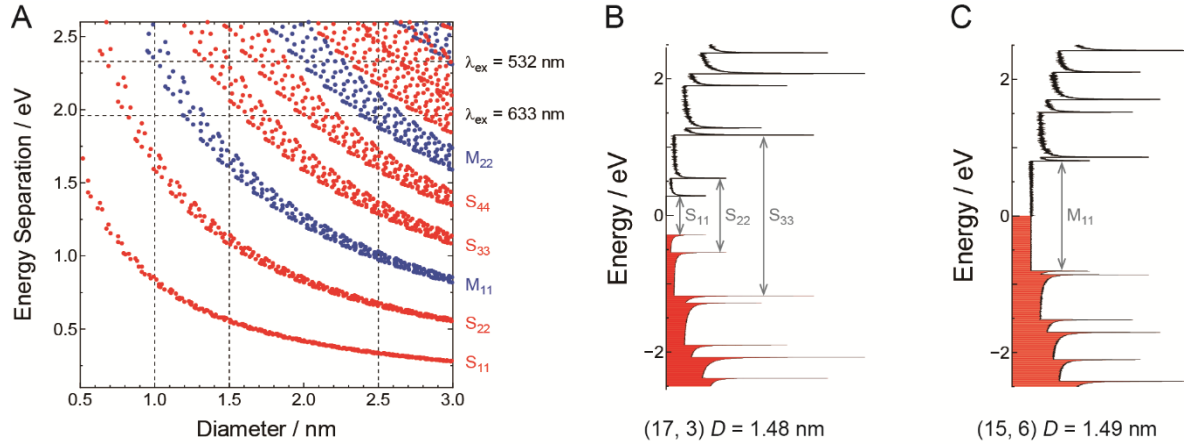 A
Energy Separation / eV
2.5
2.0
1.5
1.0
0.5
0.5 1.0 1.5 2.0 2.5 3.0
Diameter / nm
λex = 532 nm
λex = 633 nm
M22
S44
S33
M11
S22
S11
B
Energy / eV
2
0
−2
S11
S22
S33
(17, 3) D = 1.48 nm
C
Energy / eV
2
0
−2
M11
(15, 6) D = 1.49 nm